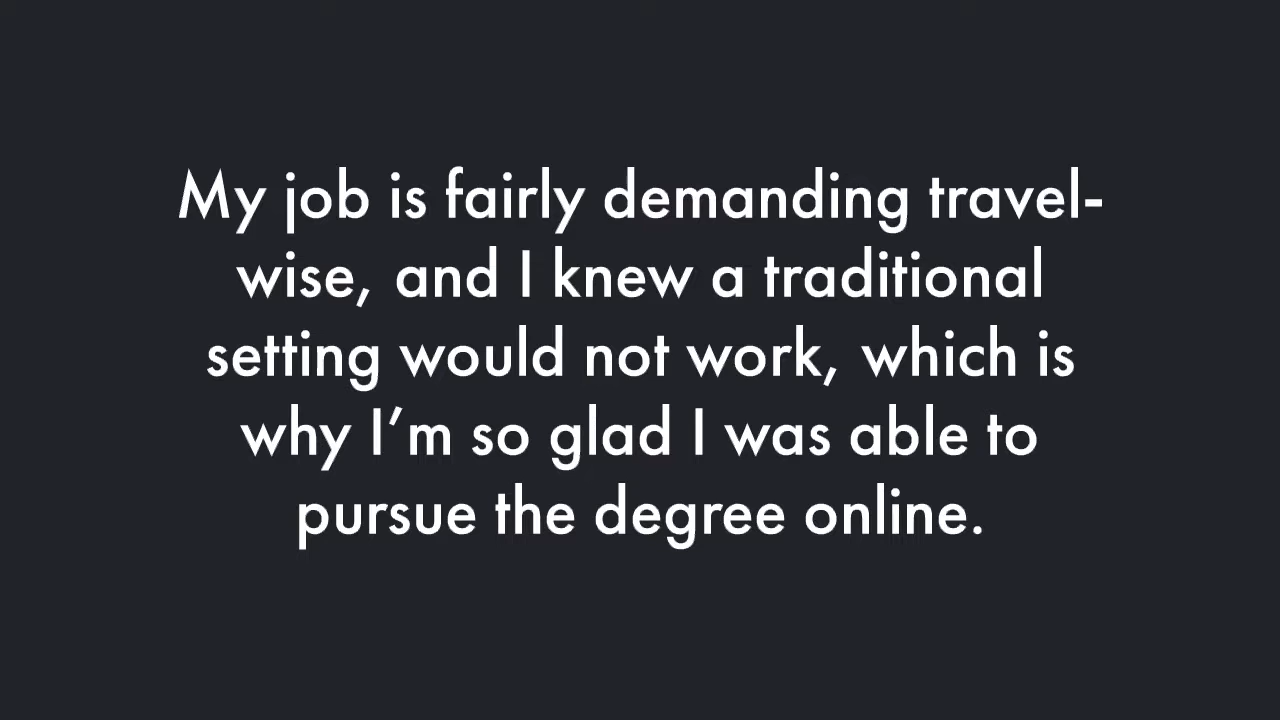 My job is fairly demanding travel-
wise, and I knew a traditional
setting would not work, which is
why I’m so glad I was able to
pursue the degree online.